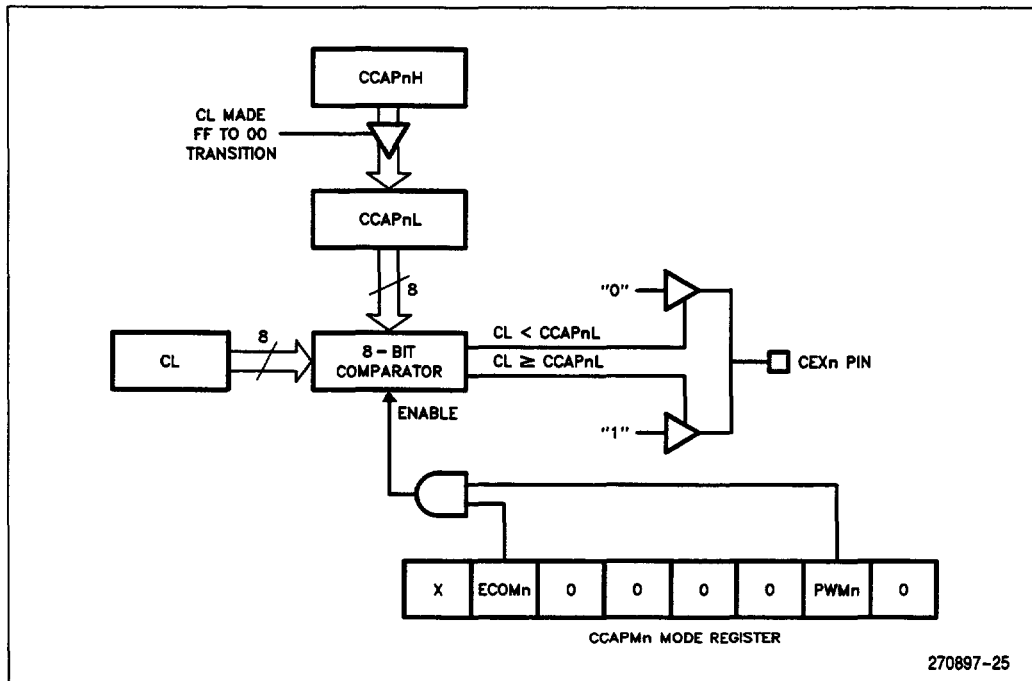 CCAPnH
CL MADE
FF TO 00
TRANSITION
CCAPnL
8
"0"
CL
8
8-BIT
COMPARATOR
CL < CCAPnL
CL ≥ CCAPnL
CEXn PIN
ENABLE
"1"
X ECOMn 0 0 0 0 PWMn 0
CCAPMn MODE REGISTER
270897-25